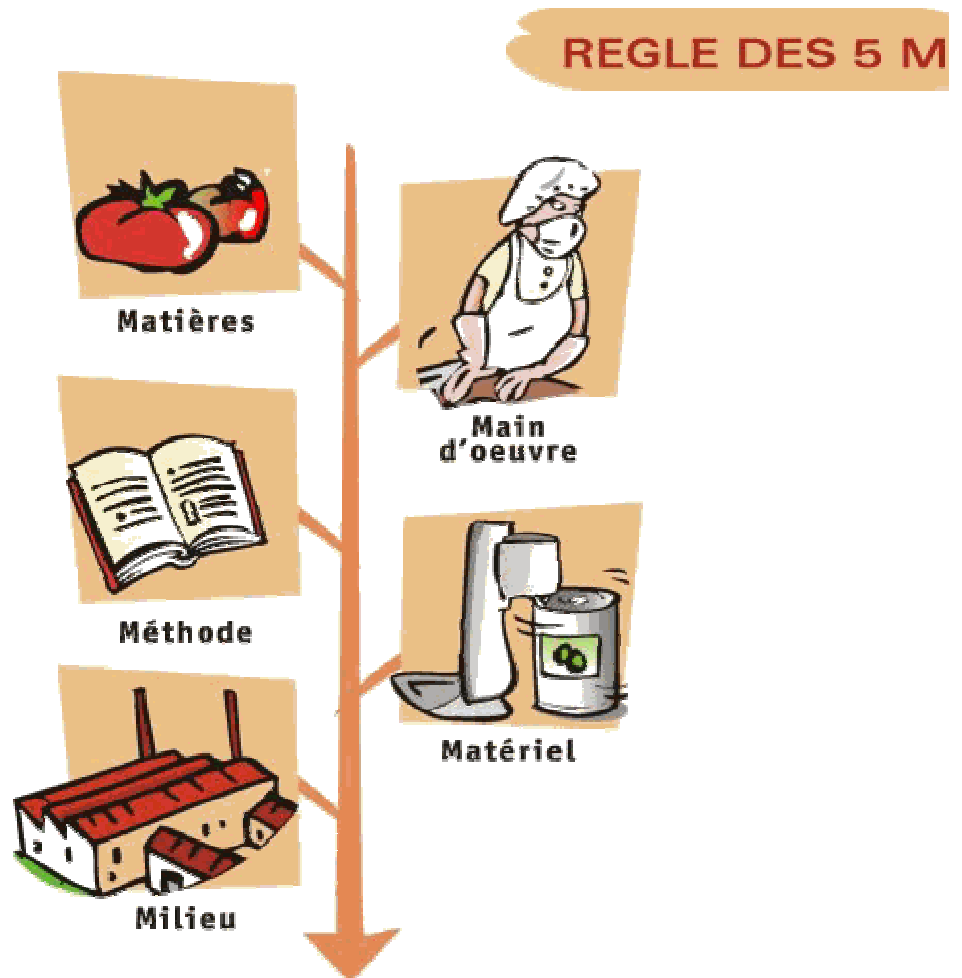 REGLE DES 5 M
Matières
Main
d'oeuvre
Méthode
Matériel
Milieu